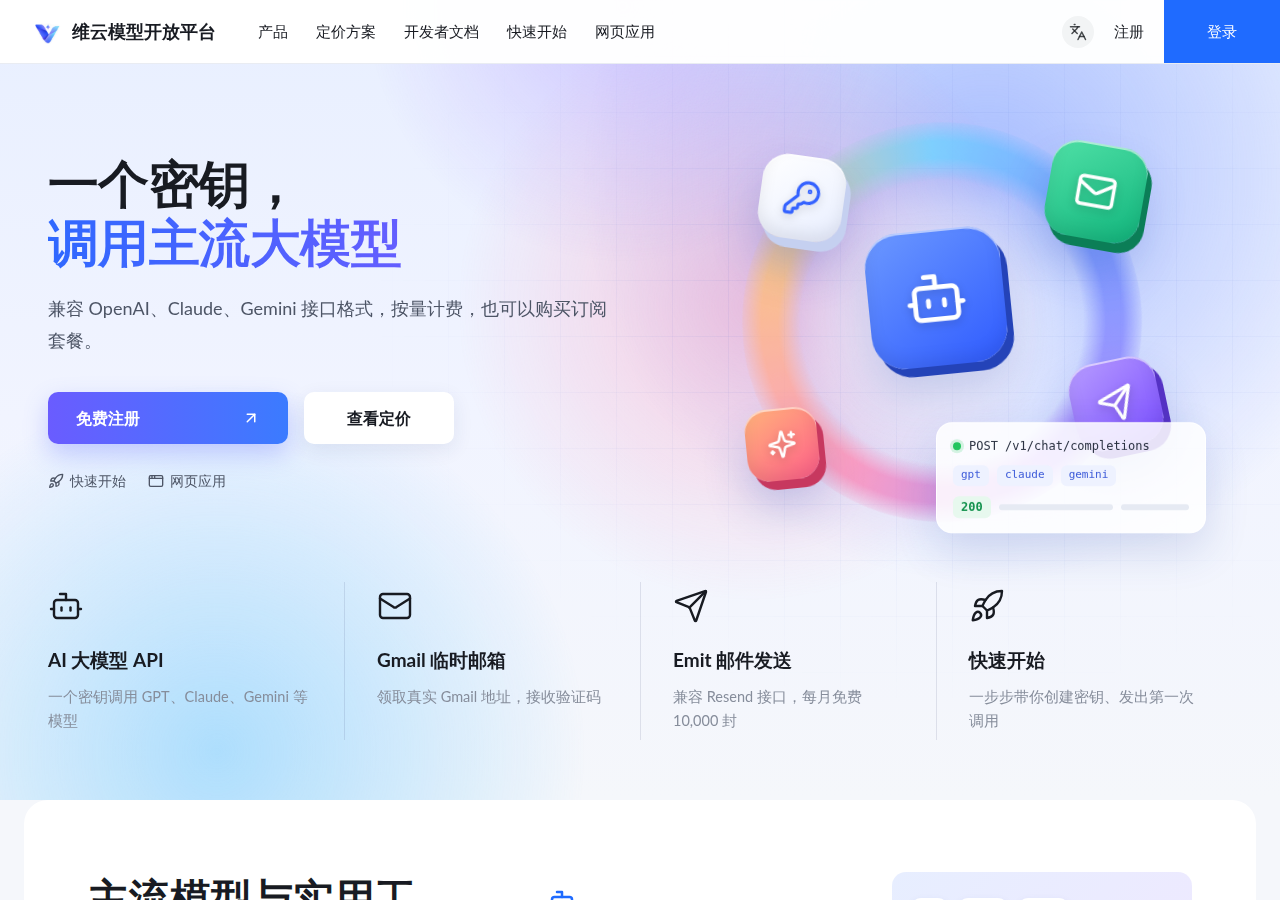 维云模型开放平台
产品 定价方案 开发者文档 快速开始 网页应用
注册
登录
一个密钥，
调用主流大模型
兼容 OpenAI、Claude、Gemini 接口格式，按量计费，也可以购买订阅
套餐。
免费注册
查看定价
快速开始 网页应用
POST /v1/chat/completions
gpt claude gemini
200
AI 大模型 API
一个密钥调用 GPT、Claude、Gemini 等
模型
Gmail 临时邮箱
领取真实 Gmail 地址，接收验证码
Emit 邮件发送
兼容 Resend 接口，每月免费
10,000 封
快速开始
一步步带你创建密钥、发出第一次
调用
主流模型与实用工